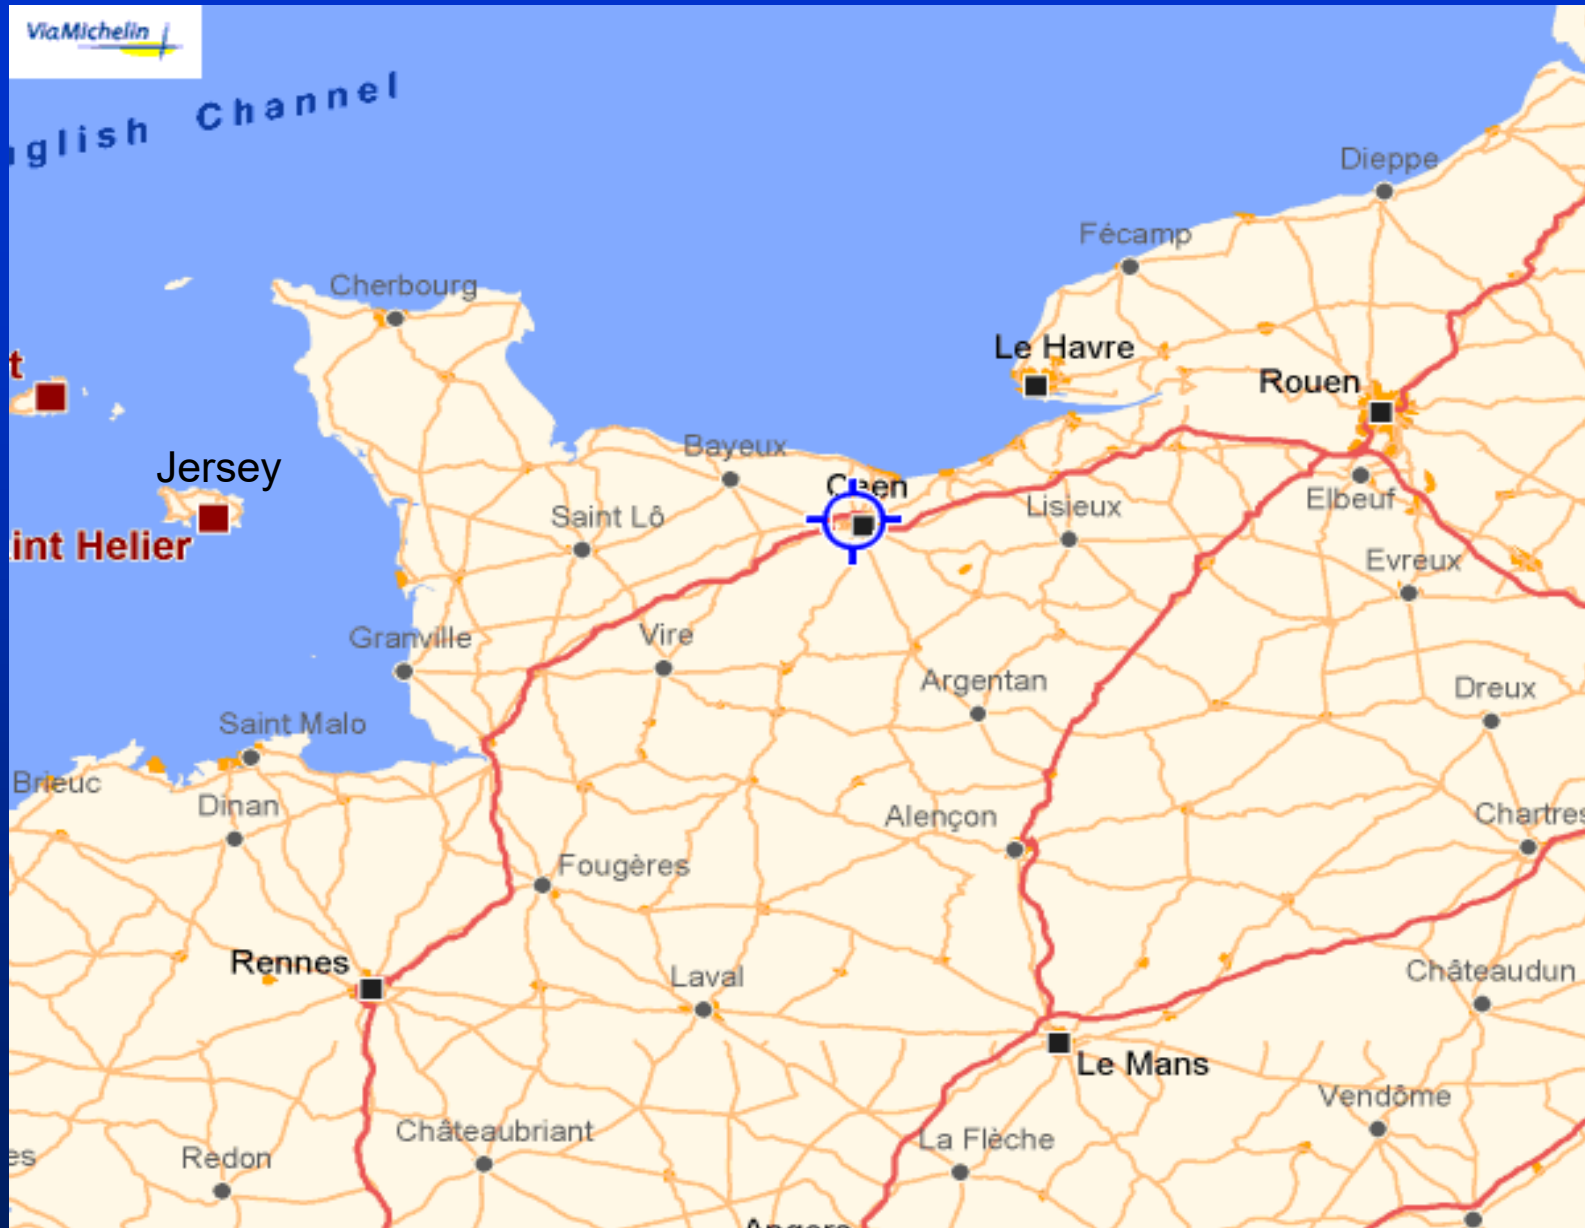 ViaMichelin
glish Channel
Dieppe
Fécamp
Cherbourg
Le Havre
t
Rouen
Bayeux
Jersey
Caen
Elbeuf
Lisieux
Saint Lô
int Helier
Evreux
Granville
Vire
Argentan
Dreux
Saint Malo
Brieuc
Dinan
Alençon
Chartres
Fougères
Rennes
Laval
Châteaudun
Le Mans
Vendôme
Châteaubriant
La Flèche
es
Redon
Angers